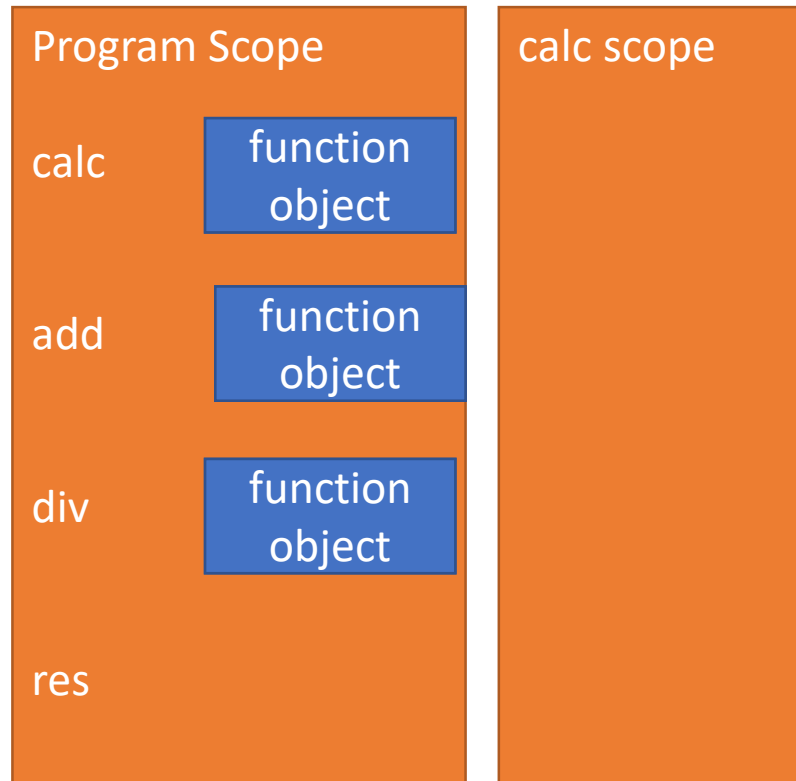 Program Scope
calc
function
object
add
function
object
div
function
object
res
calc scope